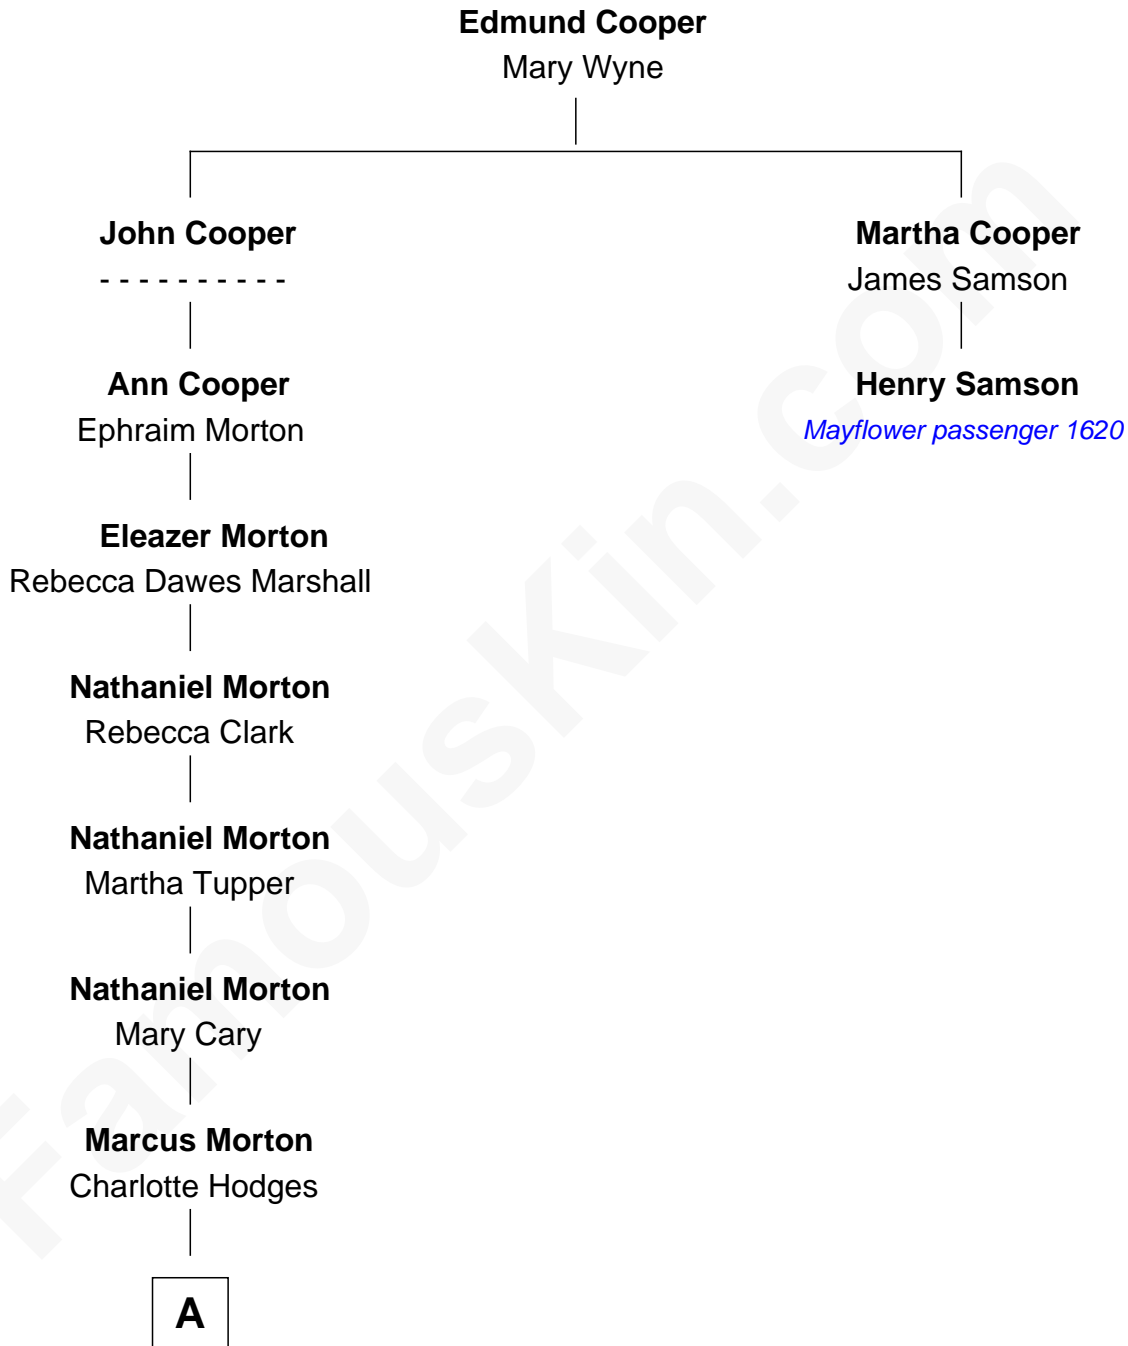 Edmund Cooper
Mary Wyne
John Cooper
- - - - - - - - - -
Martha Cooper
James Samson
Ann Cooper
Ephraim Morton
Henry Samson
Mayflower passenger 1620
Eleazer Morton
Rebecca Dawes Marshall
Nathaniel Morton
Rebecca Clark
Nathaniel Morton
Martha Tupper
Nathaniel Morton
Mary Cary
Marcus Morton
Charlotte Hodges
A
FamousKin.com